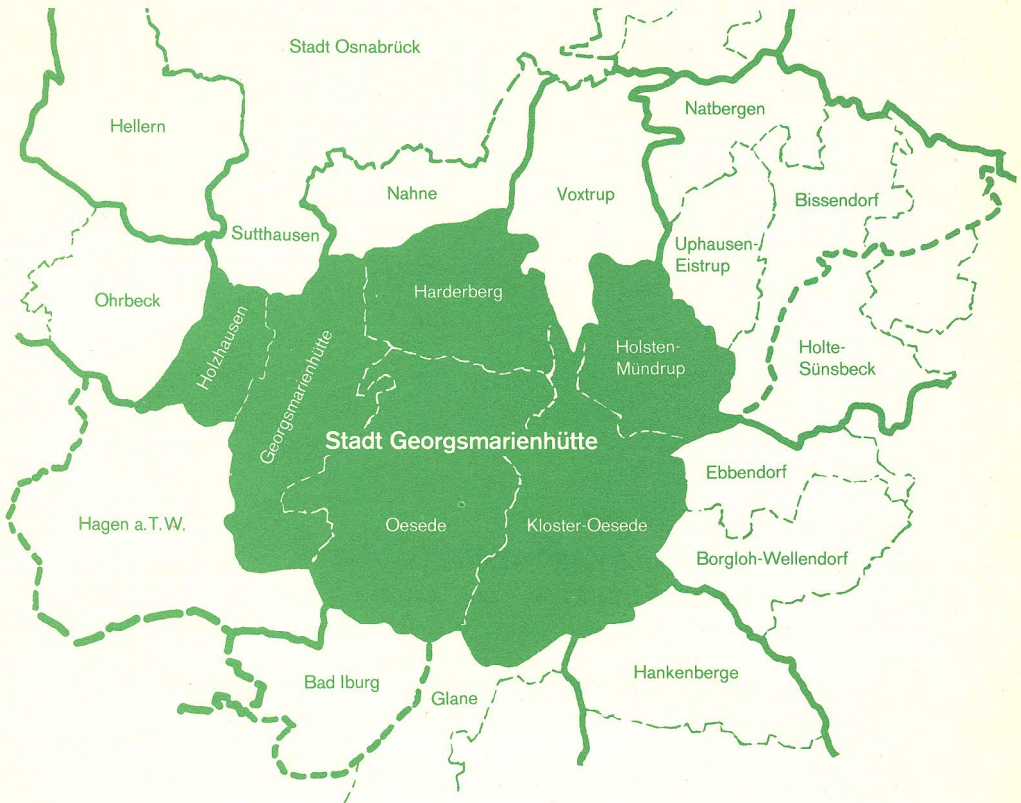 Stadt Osnabrück
Hellern
Natbergen
Nahne
Voxtrup
Bissendorf
Sutthausen
Uphausen-
Eistrup
Ohrbeck
Harderberg
Holzhausen
Georgsmarienhütte
Holsten-
Mündrup
Holte-
Sünsbeck
Stadt Georgsmarienhütte
Ebbendorf
Hagen a.T.W.
Oesede
Kloster-Oesede
Borgloh-Wellendorf
Bad Iburg
Glane
Hankenberge